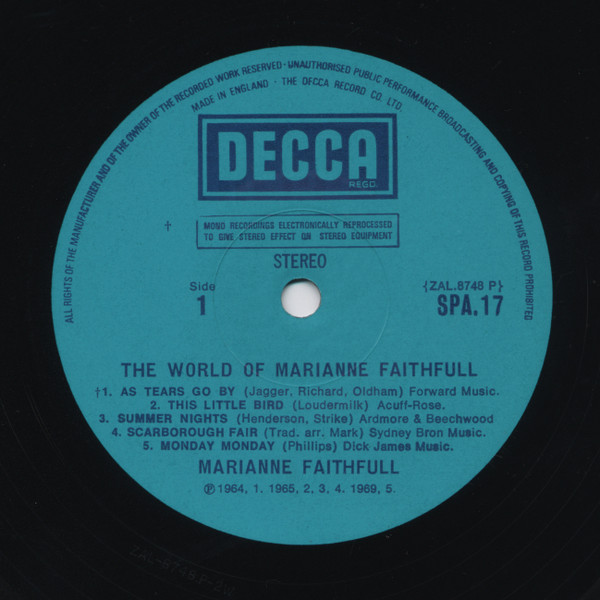 ALL RIGHTS OF THE MANUFACTURER AND OF THE OWNER OF THE RECORDED WORK RESERVED · UNAUTHORISED PUBLIC PERFORMANCE BROADCASTING AND COPYING OF THIS RECORD PROHIBITED
MADE IN ENGLAND · THE DECCA RECORD CO. LTD.
DECCA
REGD.
† MONO RECORDINGS ELECTRONICALLY REPROCESSED
TO GIVE STEREO EFFECT ON STEREO EQUIPMENT
STEREO
Side {ZAL.8748 P}
1 SPA.17
THE WORLD OF MARIANNE FAITHFULL
†1. AS TEARS GO BY (Jagger, Richard, Oldham) Forward Music.
2. THIS LITTLE BIRD (Loudermilk) Acuff-Rose.
3. SUMMER NIGHTS (Henderson, Strike) Ardmore & Beechwood
4. SCARBOROUGH FAIR (Trad. arr. Mark) Sydney Bron Music.
5. MONDAY MONDAY (Phillips) Dick James Music.
MARIANNE FAITHFULL
℗ 1964, 1. 1965, 2, 3, 4. 1969, 5.